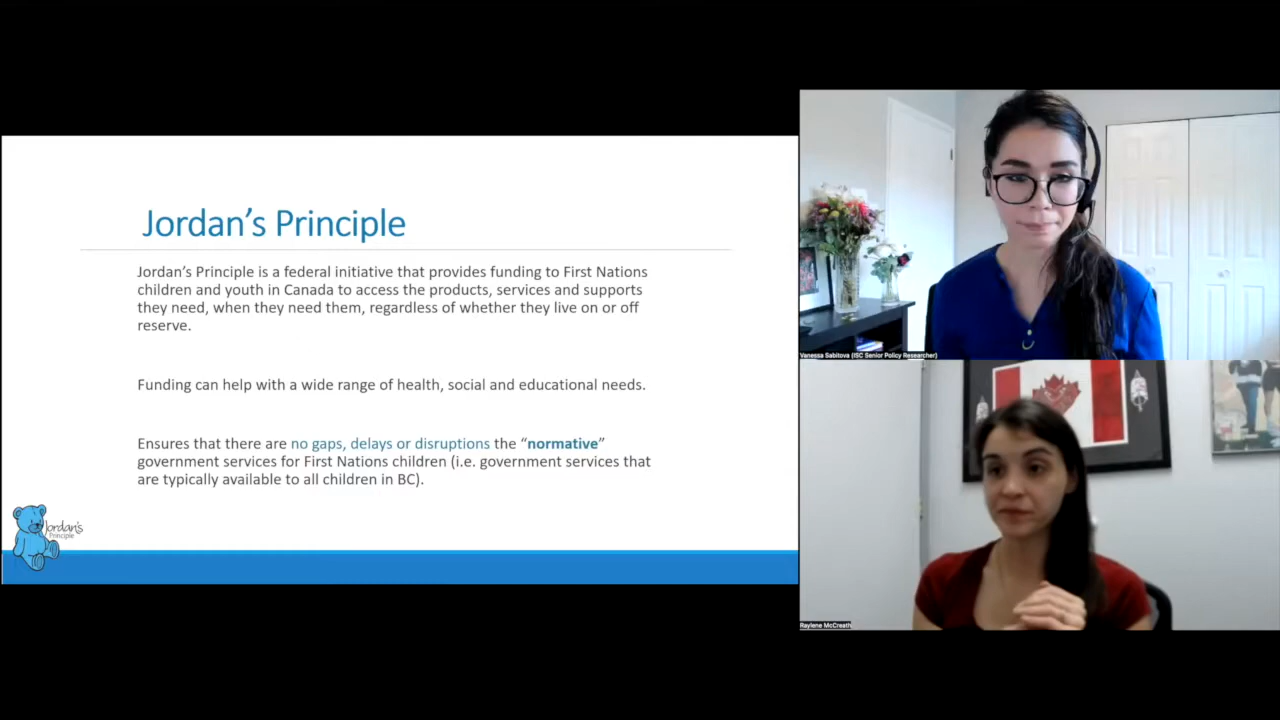 Jordan's Principle
Jordan's Principle is a federal initiative that provides funding to First Nations
children and youth in Canada to access the products, services and supports
they need, when they need them, regardless of whether they live on or off
reserve.
Funding can help with a wide range of health, social and educational needs.
Ensures that there are no gaps, delays or disruptions the “normative”
government services for First Nations children (i.e. government services that
are typically available to all children in BC).
Jordan's
Principle
Vanessa Sabitova (ISC Senior Policy Researcher)
Raylene McCreath